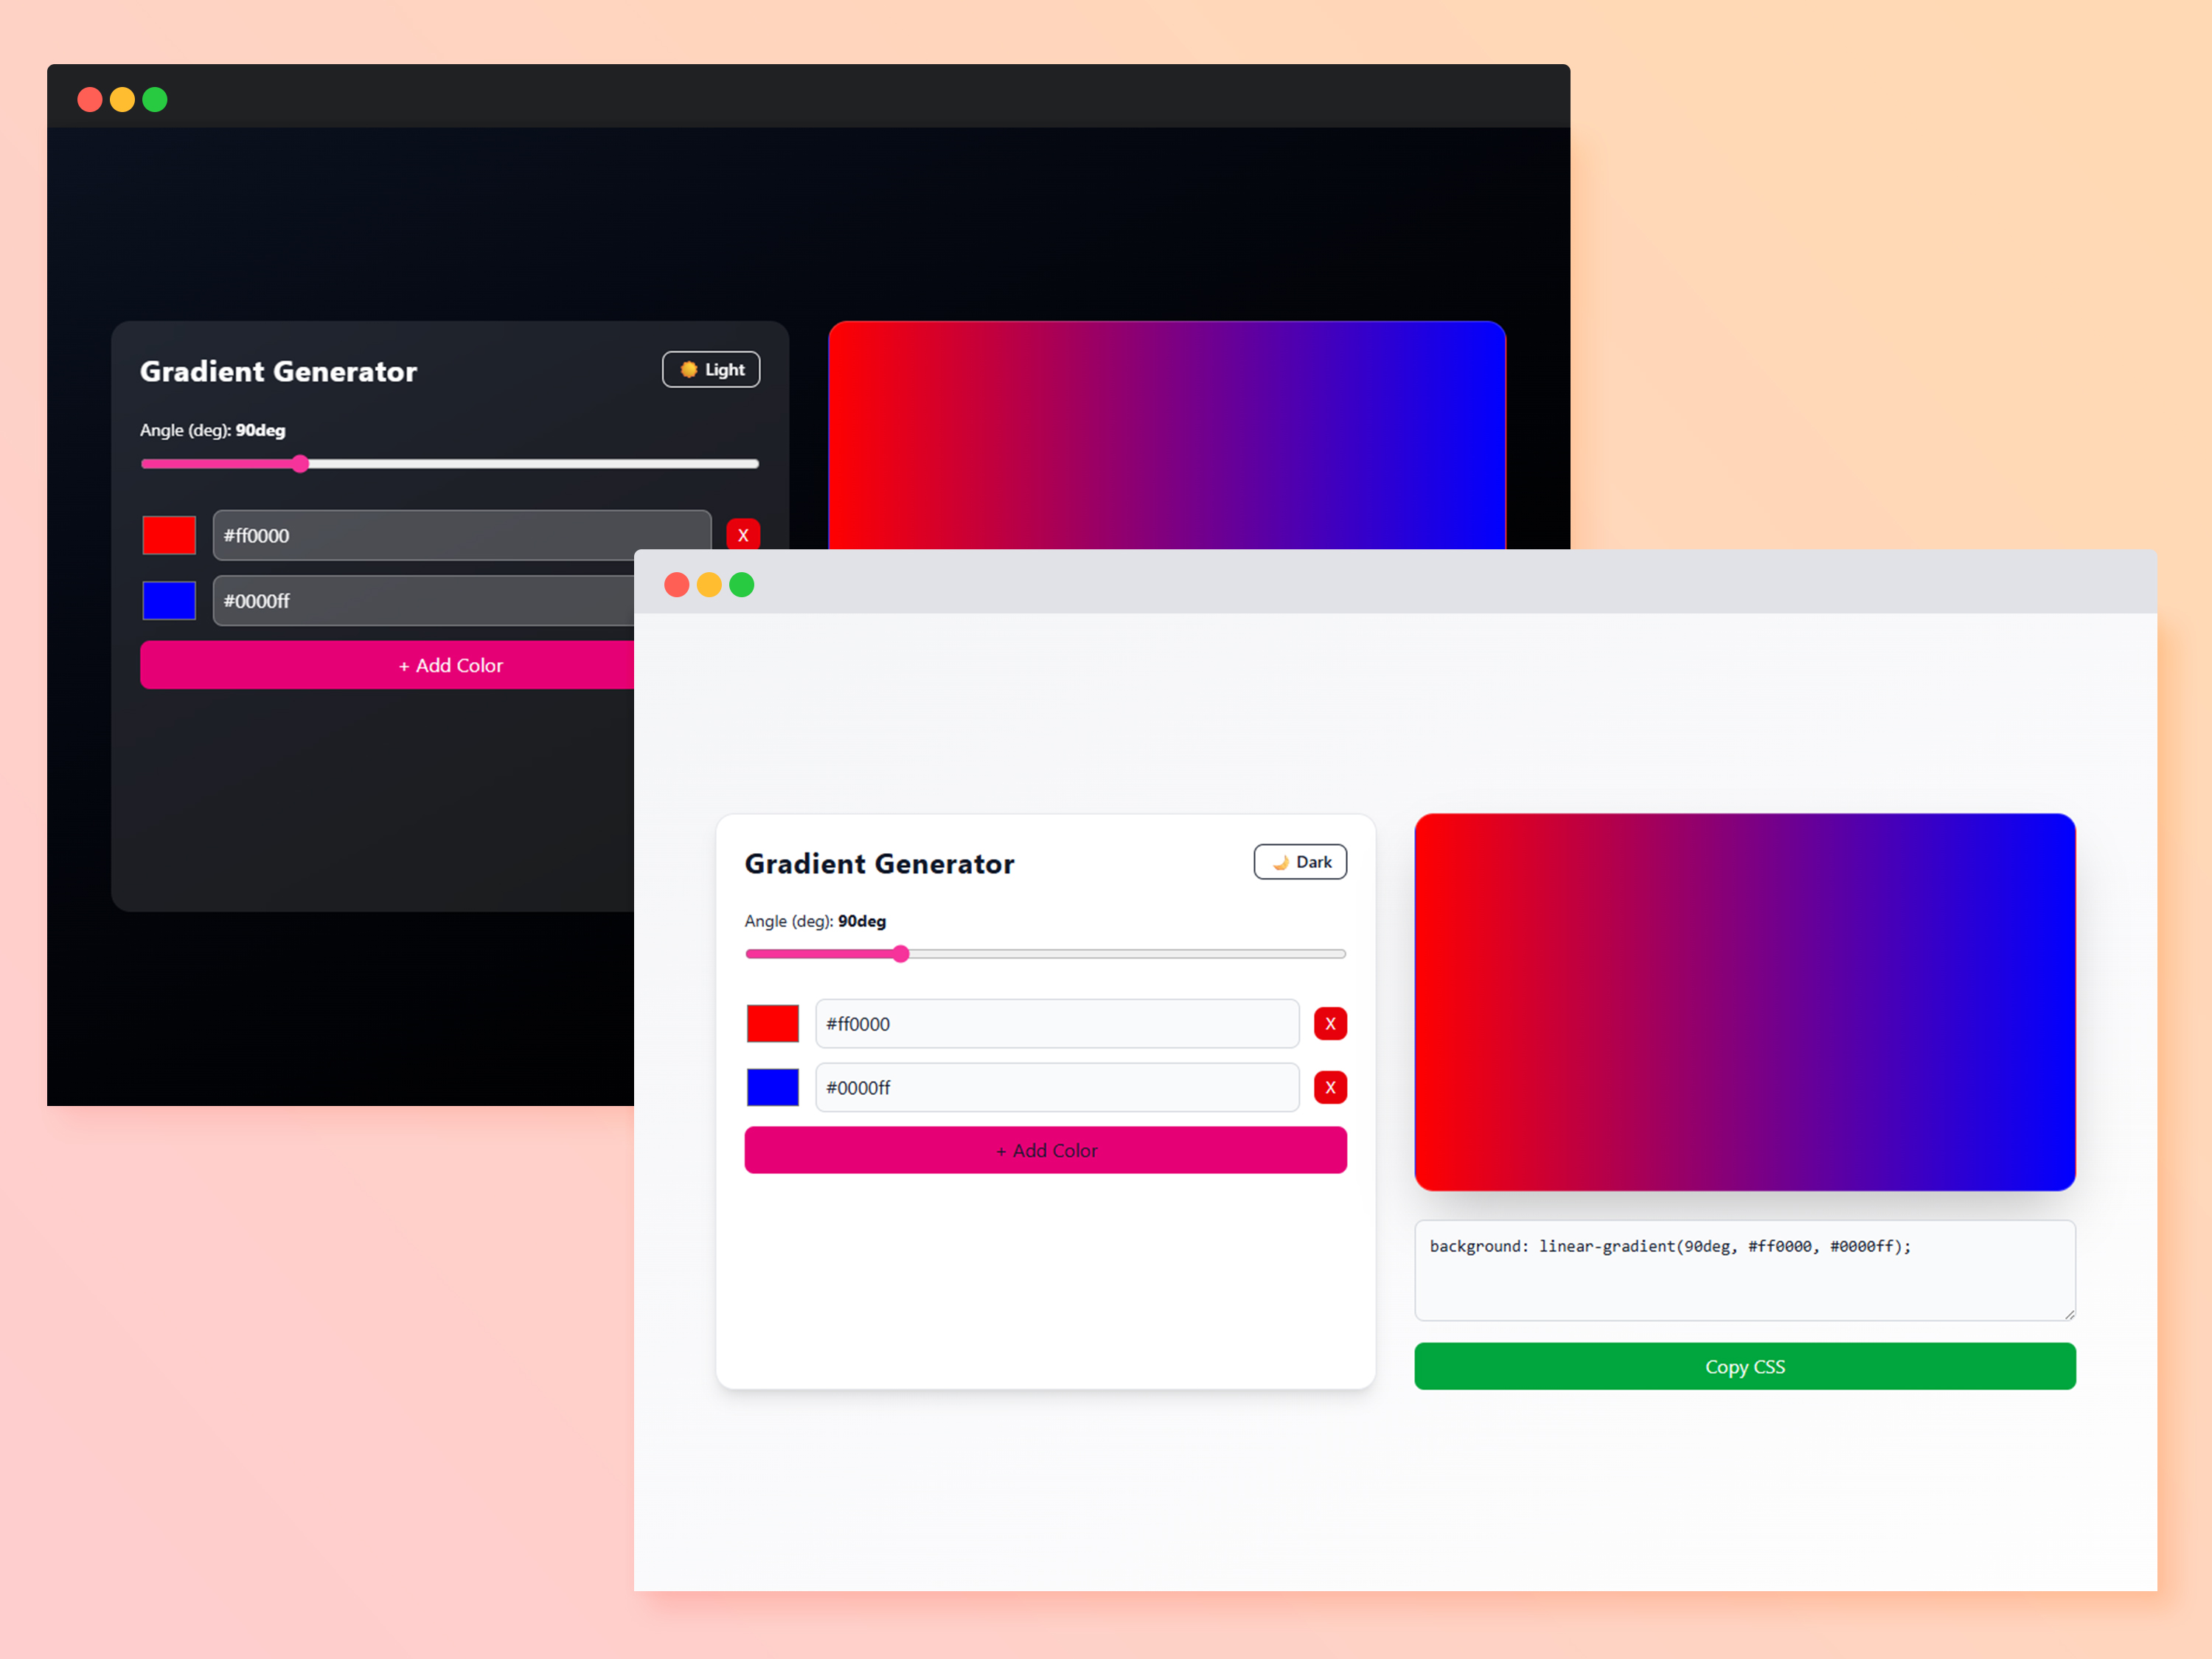 Gradient Generator
Light
Angle (deg): 90deg
#ff0000
X
#0000ff
+ Add Color
Gradient Generator
Dark
Angle (deg): 90deg
#ff0000
X
#0000ff
X
+ Add Color
background: linear-gradient(90deg, #ff0000, #0000ff);
Copy CSS